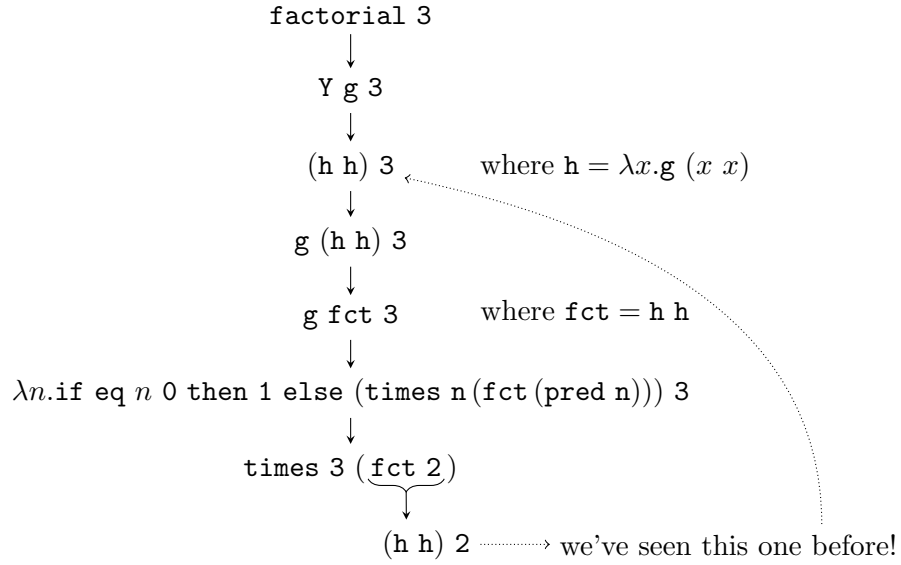 factorial 3
Y g 3
(h h) 3 where h = λx.g (x x)
g (h h) 3
g fct 3 where fct = h h
λn.if eq n 0 then 1 else (times n (fct (pred n))) 3
times 3 (fct 2)
(h h) 2 we've seen this one before!